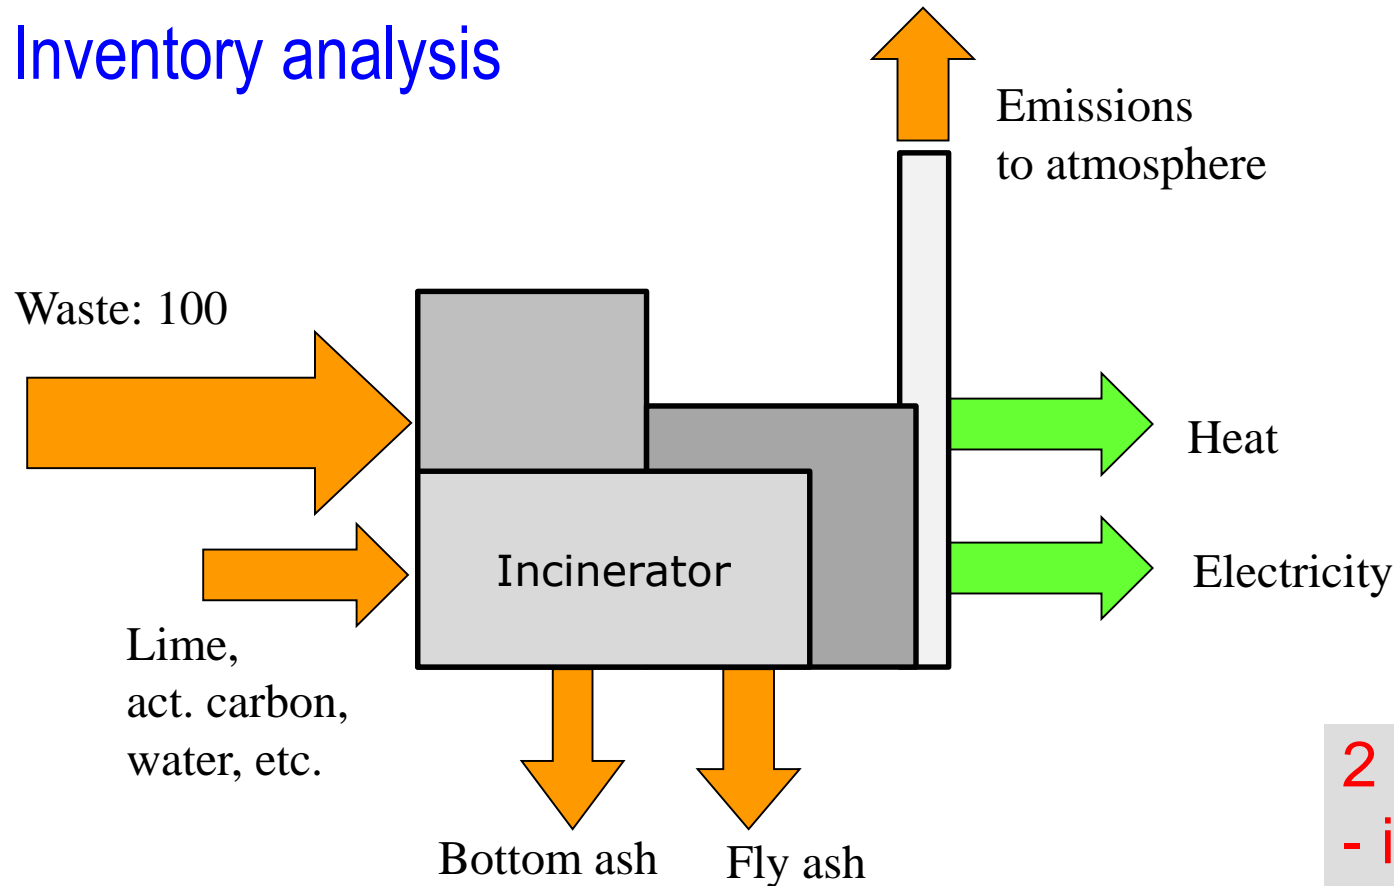 Inventory analysis
Emissions
to atmosphere
Waste: 100
Heat
Incinerator
Electricity
Lime,
act. carbon,
water, etc.
Bottom ash
Fly ash
2
- i